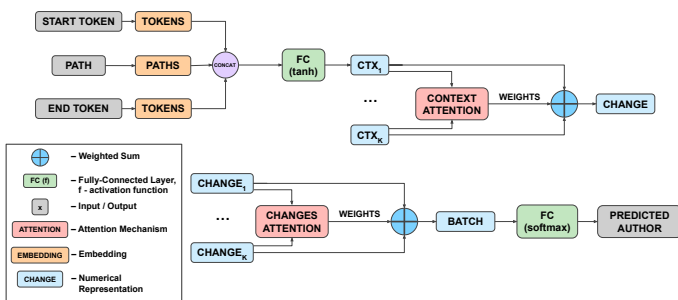 START TOKEN
TOKENS
PATH
PATHS
CONCAT
FC
(tanh)
CTX1
...
CONTEXT
ATTENTION
WEIGHTS
CHANGE
END TOKEN
TOKENS
CTXK
– Weighted Sum
FC (f)
– Fully-Connected Layer,
f - activation function
x
– Input / Output
ATTENTION
– Attention Mechanism
EMBEDDING
– Embedding
CHANGE
– Numerical
Representation
CHANGE1
...
CHANGES
ATTENTION
WEIGHTS
BATCH
FC
(softmax)
PREDICTED
AUTHOR
CHANGEK